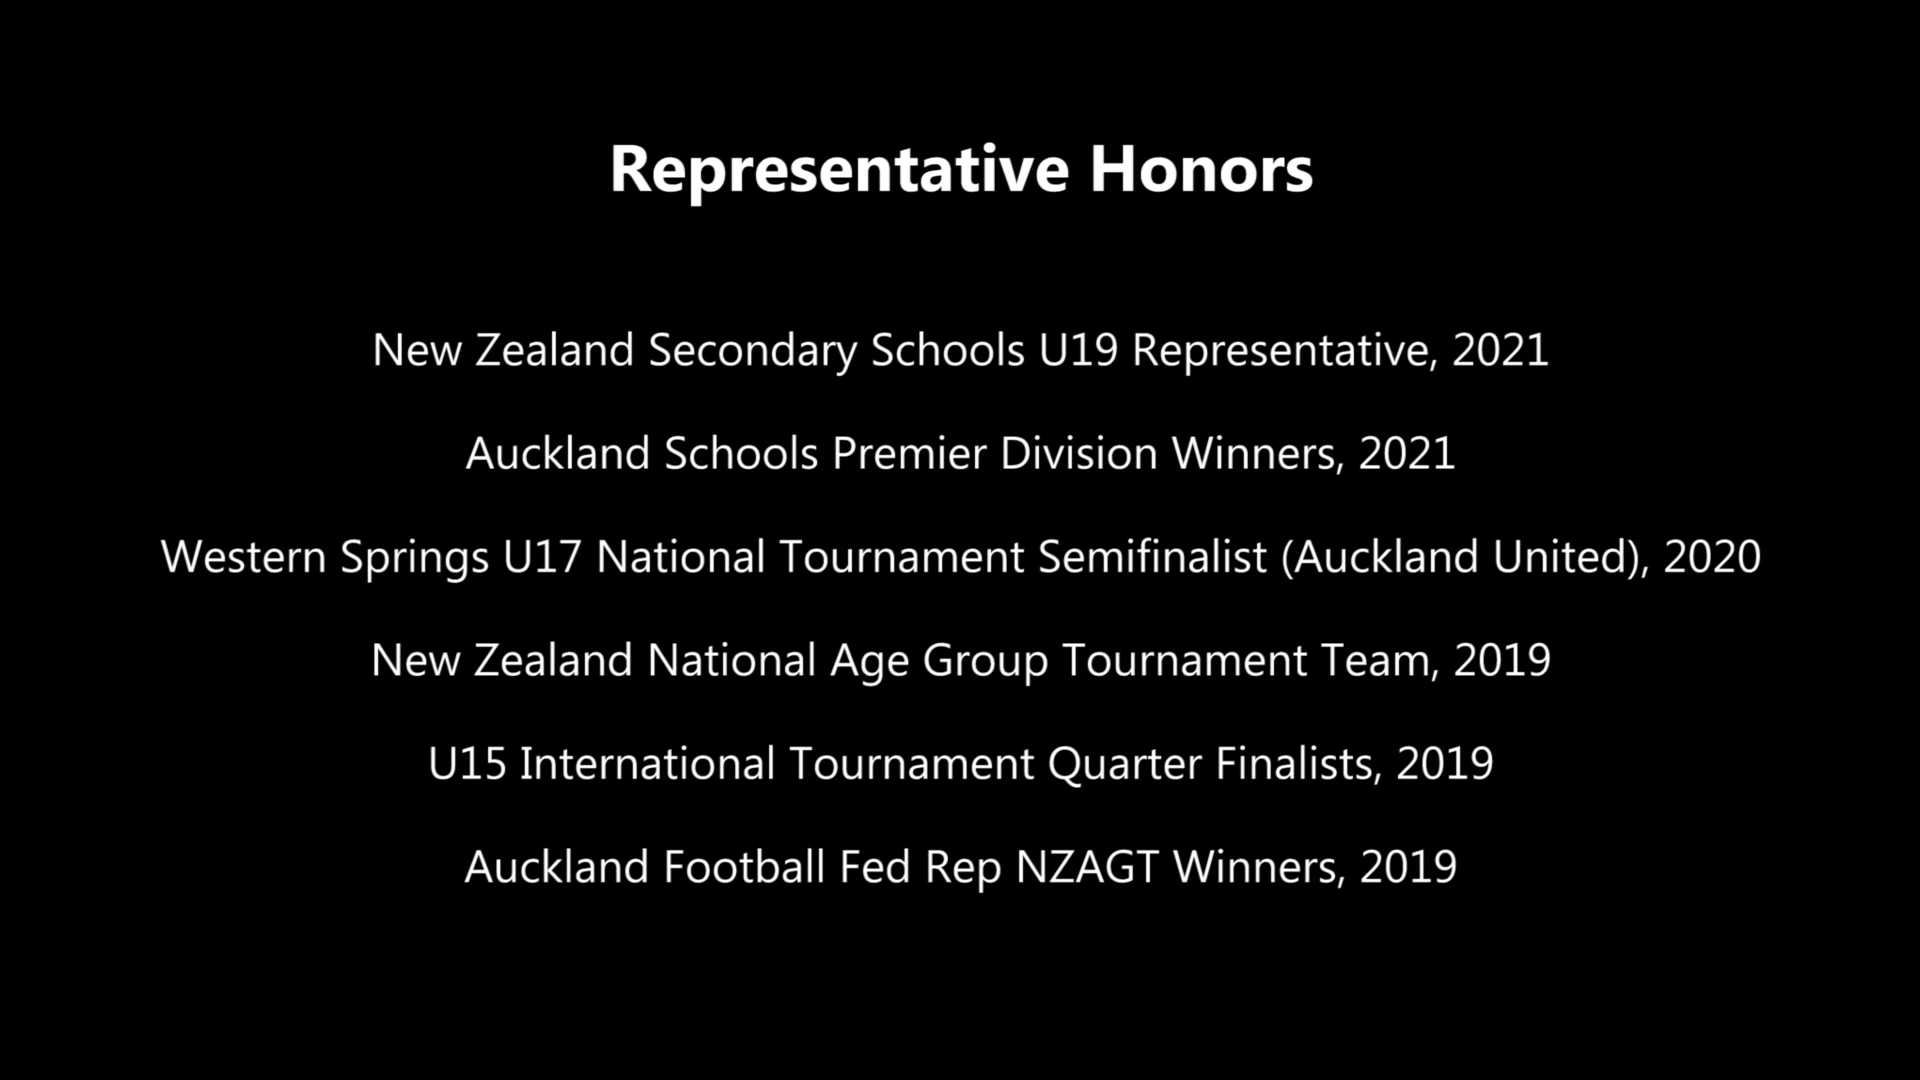 Representative Honors
New Zealand Secondary Schools U19 Representative, 2021
Auckland Schools Premier Division Winners, 2021
Western Springs U17 National Tournament Semifinalist (Auckland United), 2020
New Zealand National Age Group Tournament Team, 2019
U15 International Tournament Quarter Finalists, 2019
Auckland Football Fed Rep NZAGT Winners, 2019